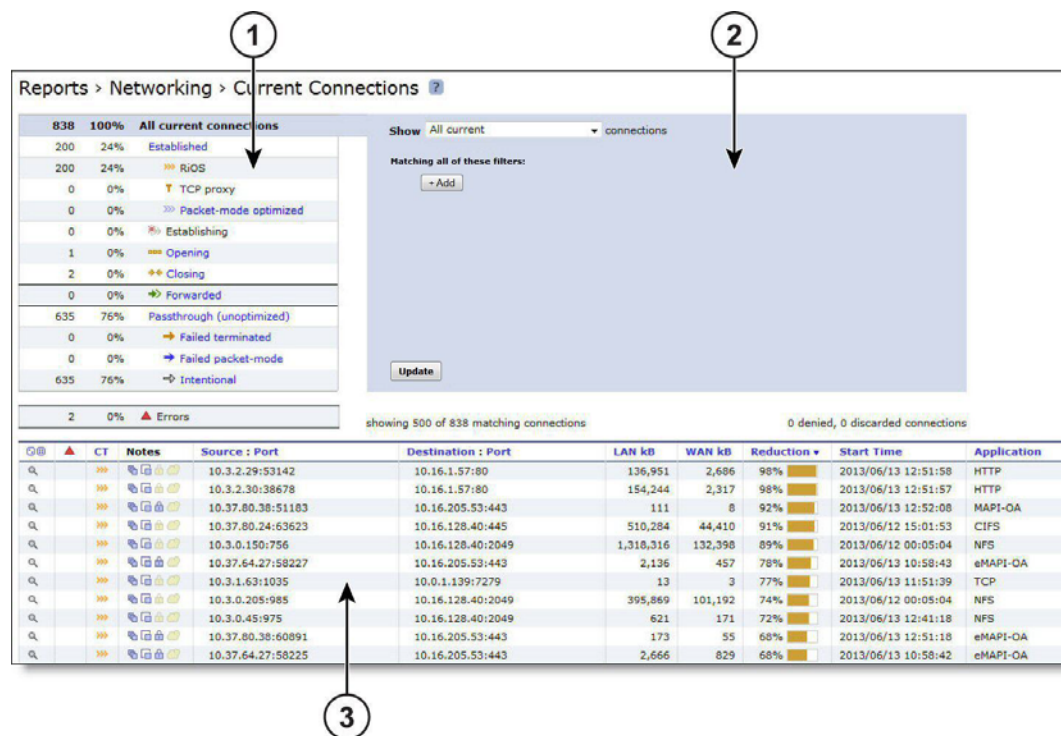 1
2
Reports > Networking > Current Connections ?
838 100% All current connections
200 24% Established
200 24% RiOS
0 0% TCP proxy
0 0% Packet-mode optimized
0 0% Establishing
1 0% Opening
2 0% Closing
0 0% Forwarded
635 76% Passthrough (unoptimized)
0 0% Failed terminated
0 0% Failed packet-mode
635 76% Intentional
2 0% Errors
Show All current connections
Matching all of these filters:
+Add
Update
showing 500 of 838 matching connections
0 denied, 0 discarded connections
CT Notes Source : Port Destination : Port LAN kB WAN kB Reduction Start Time Application
10.3.2.29:53142 10.16.1.57:80 136,951 2,686 98% 2013/06/13 12:51:58 HTTP
10.3.2.30:38678 10.16.1.57:80 154,244 2,317 98% 2013/06/13 12:51:57 HTTP
10.37.80.38:51183 10.16.205.53:443 111 8 92% 2013/06/13 12:52:08 MAPI-OA
10.37.80.24:63623 10.16.128.40:445 510,284 44,410 91% 2013/06/12 15:01:53 CIFS
10.3.0.150:756 10.16.128.40:2049 1,318,316 132,398 89% 2013/06/12 00:05:04 NFS
10.37.64.27:58227 10.16.205.53:443 2,136 457 78% 2013/06/13 10:58:43 eMAPI-OA
10.3.1.63:1035 10.0.1.139:7279 13 3 77% 2013/06/13 11:51:39 TCP
10.3.0.205:985 10.16.128.40:2049 395,869 101,192 74% 2013/06/12 00:05:04 NFS
10.3.0.45:975 10.16.128.40:2049 621 171 72% 2013/06/13 12:41:18 NFS
10.37.80.38:60891 10.16.205.53:443 173 55 68% 2013/06/13 12:51:18 eMAPI-OA
10.37.64.27:58225 10.16.205.53:443 2,666 829 68% 2013/06/13 10:58:42 eMAPI-OA
3